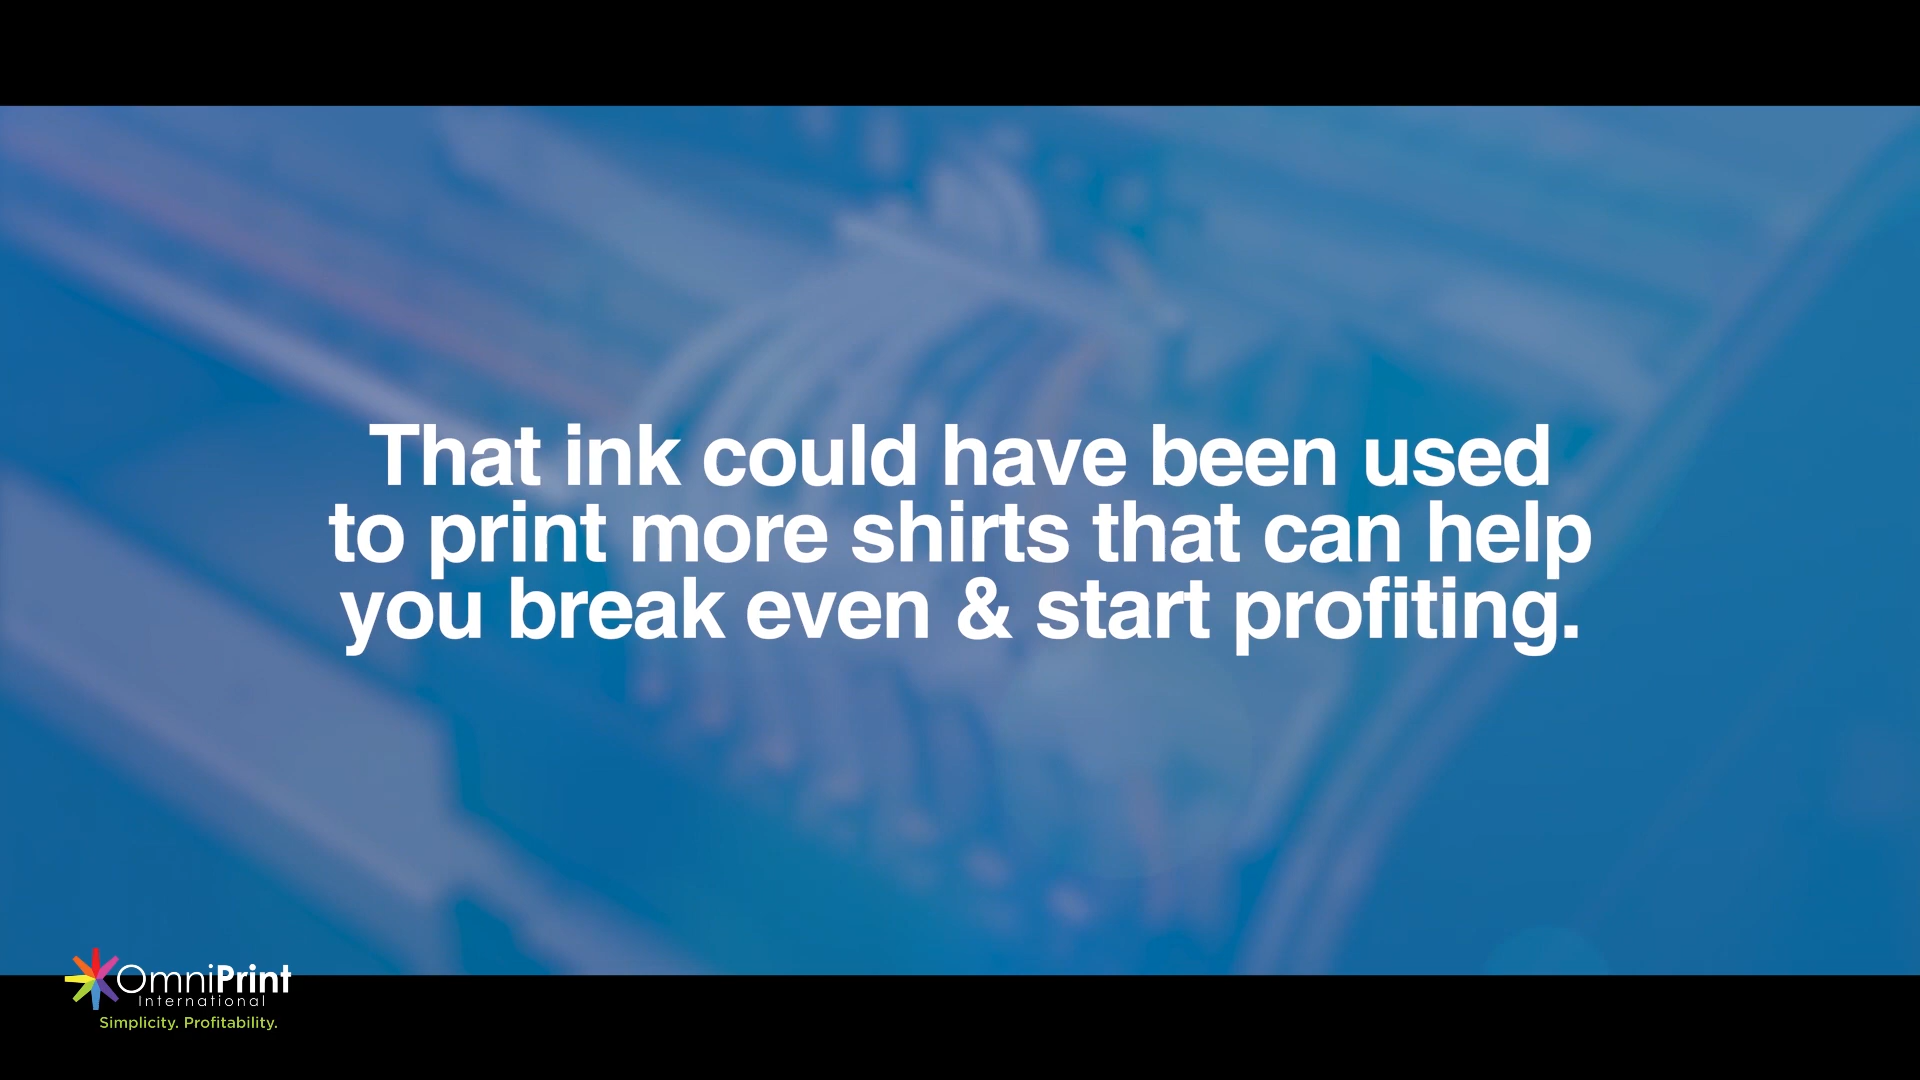 That ink could have been used
to print more shirts that can help
you break even & start profiting.
OmniPrint
International
Simplicity. Profitability.